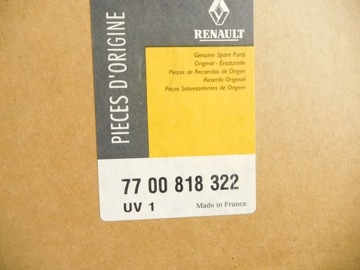 PIECES D'ORIGINE
RENAULT
Genuine Spare Parts
Original - Ersatzteile
Piezas de Recambio de Origen
Ricambi Originali
Peças Sobresselentes de Origem
77 00 818 322
UV 1
Made in France